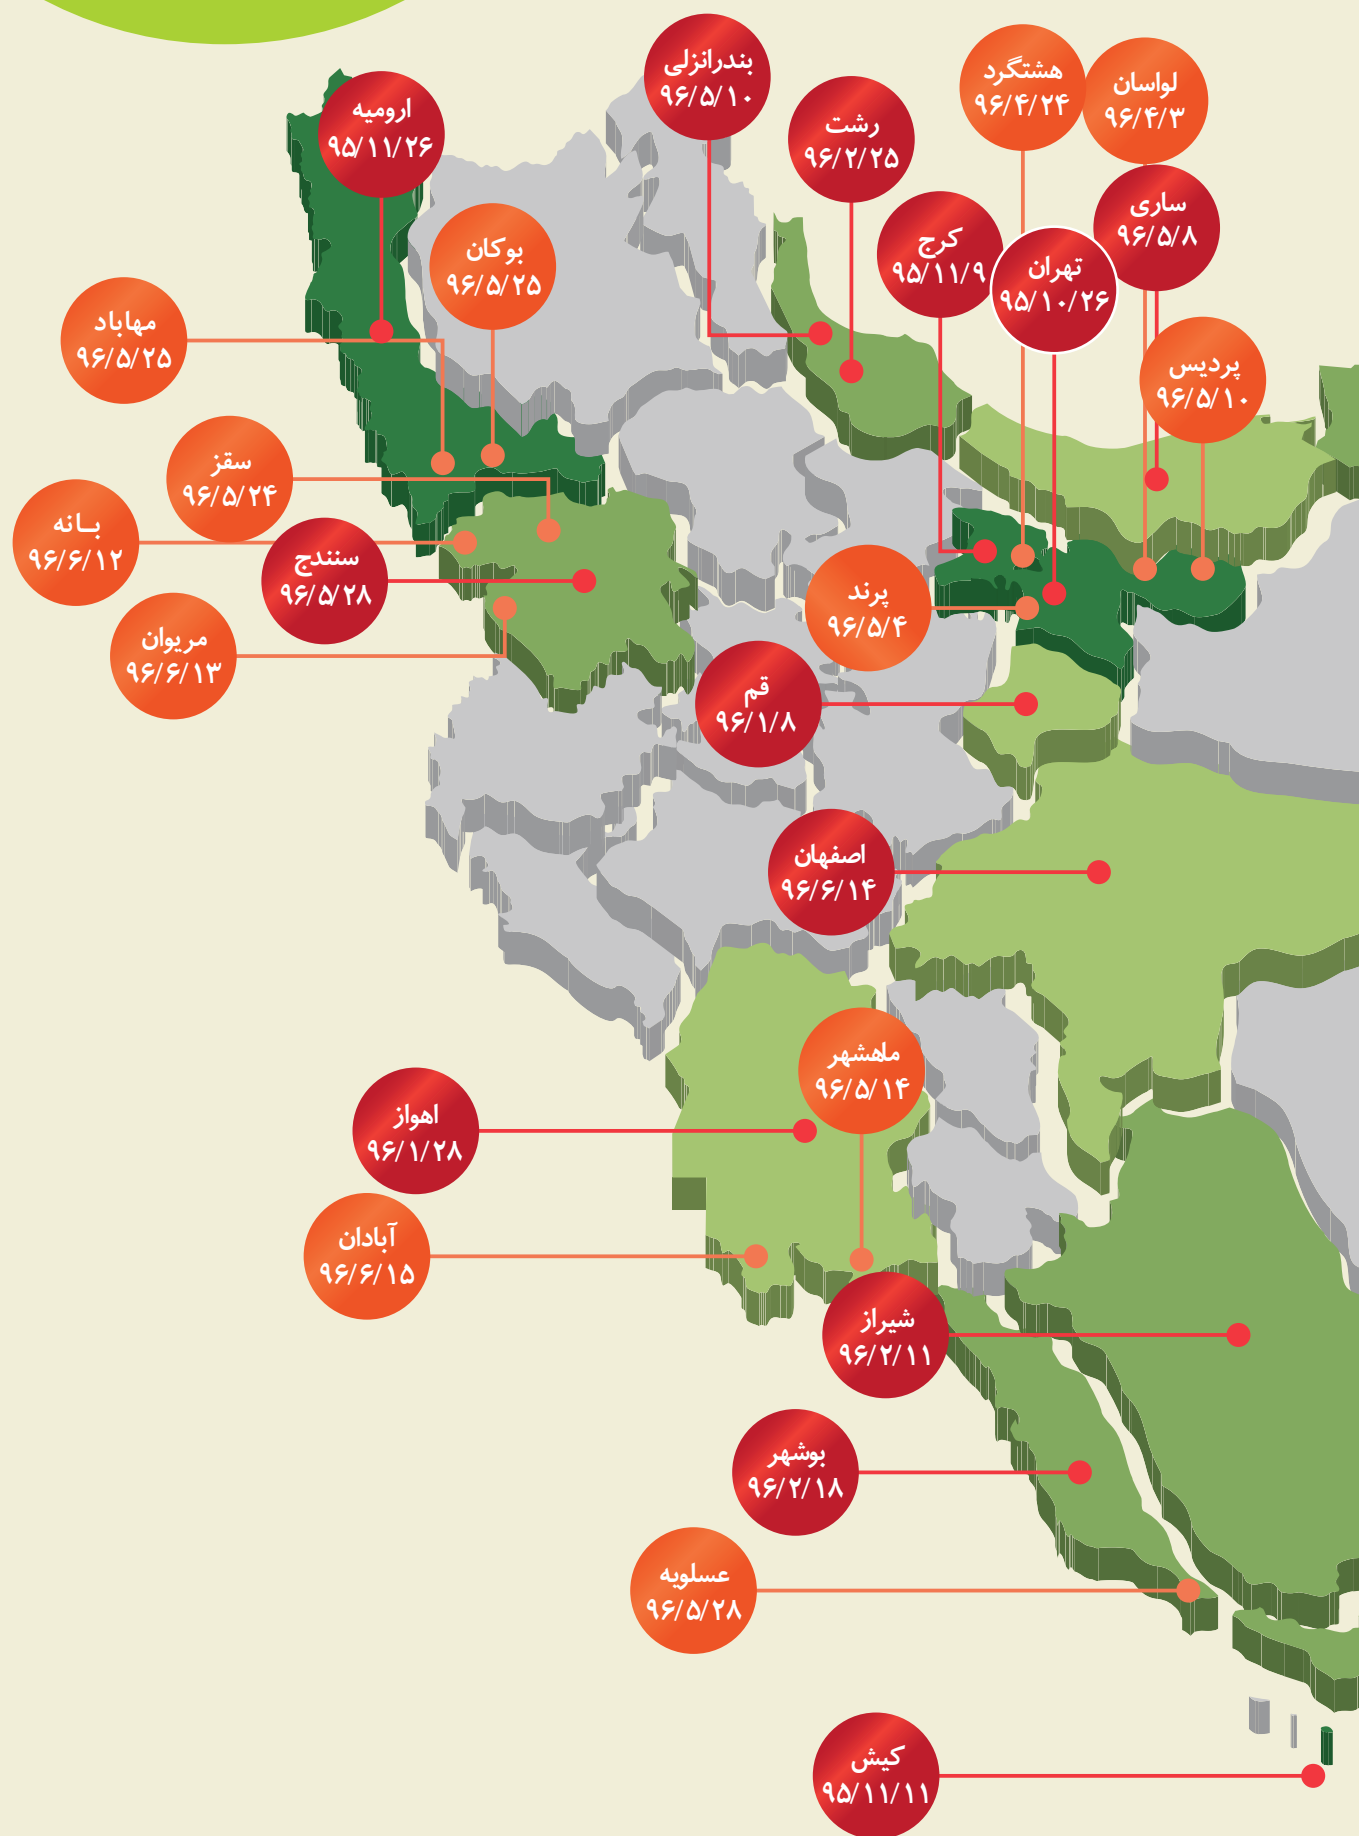 بندرانزلی
۹۶/۵/۱۰
هشتگرد
۹۶/۴/۲۴
لواسان
۹۶/۴/۳
ارومیه
۹۵/۱۱/۲۶
رشت
۹۶/۲/۲۵
ساری
۹۶/۵/۸
کرج
۹۵/۱۱/۹
تهران
۹۵/۱۰/۲۶
بوکان
۹۶/۵/۲۵
مهاباد
۹۶/۵/۲۵
پردیس
۹۶/۵/۱۰
سقز
۹۶/۵/۲۴
بـانه
۹۶/۶/۱۲
سنندج
۹۶/۵/۲۸
پرند
۹۶/۵/۴
مریوان
۹۶/۶/۱۳
قم
۹۶/۱/۸
اصفهان
۹۶/۶/۱۴
ماهشهر
۹۶/۵/۱۴
اهواز
۹۶/۱/۲۸
آبادان
۹۶/۶/۱۵
شیراز
۹۶/۲/۱۱
بوشهر
۹۶/۲/۱۸
عسلویه
۹۶/۵/۲۸
کیش
۹۵/۱۱/۱۱